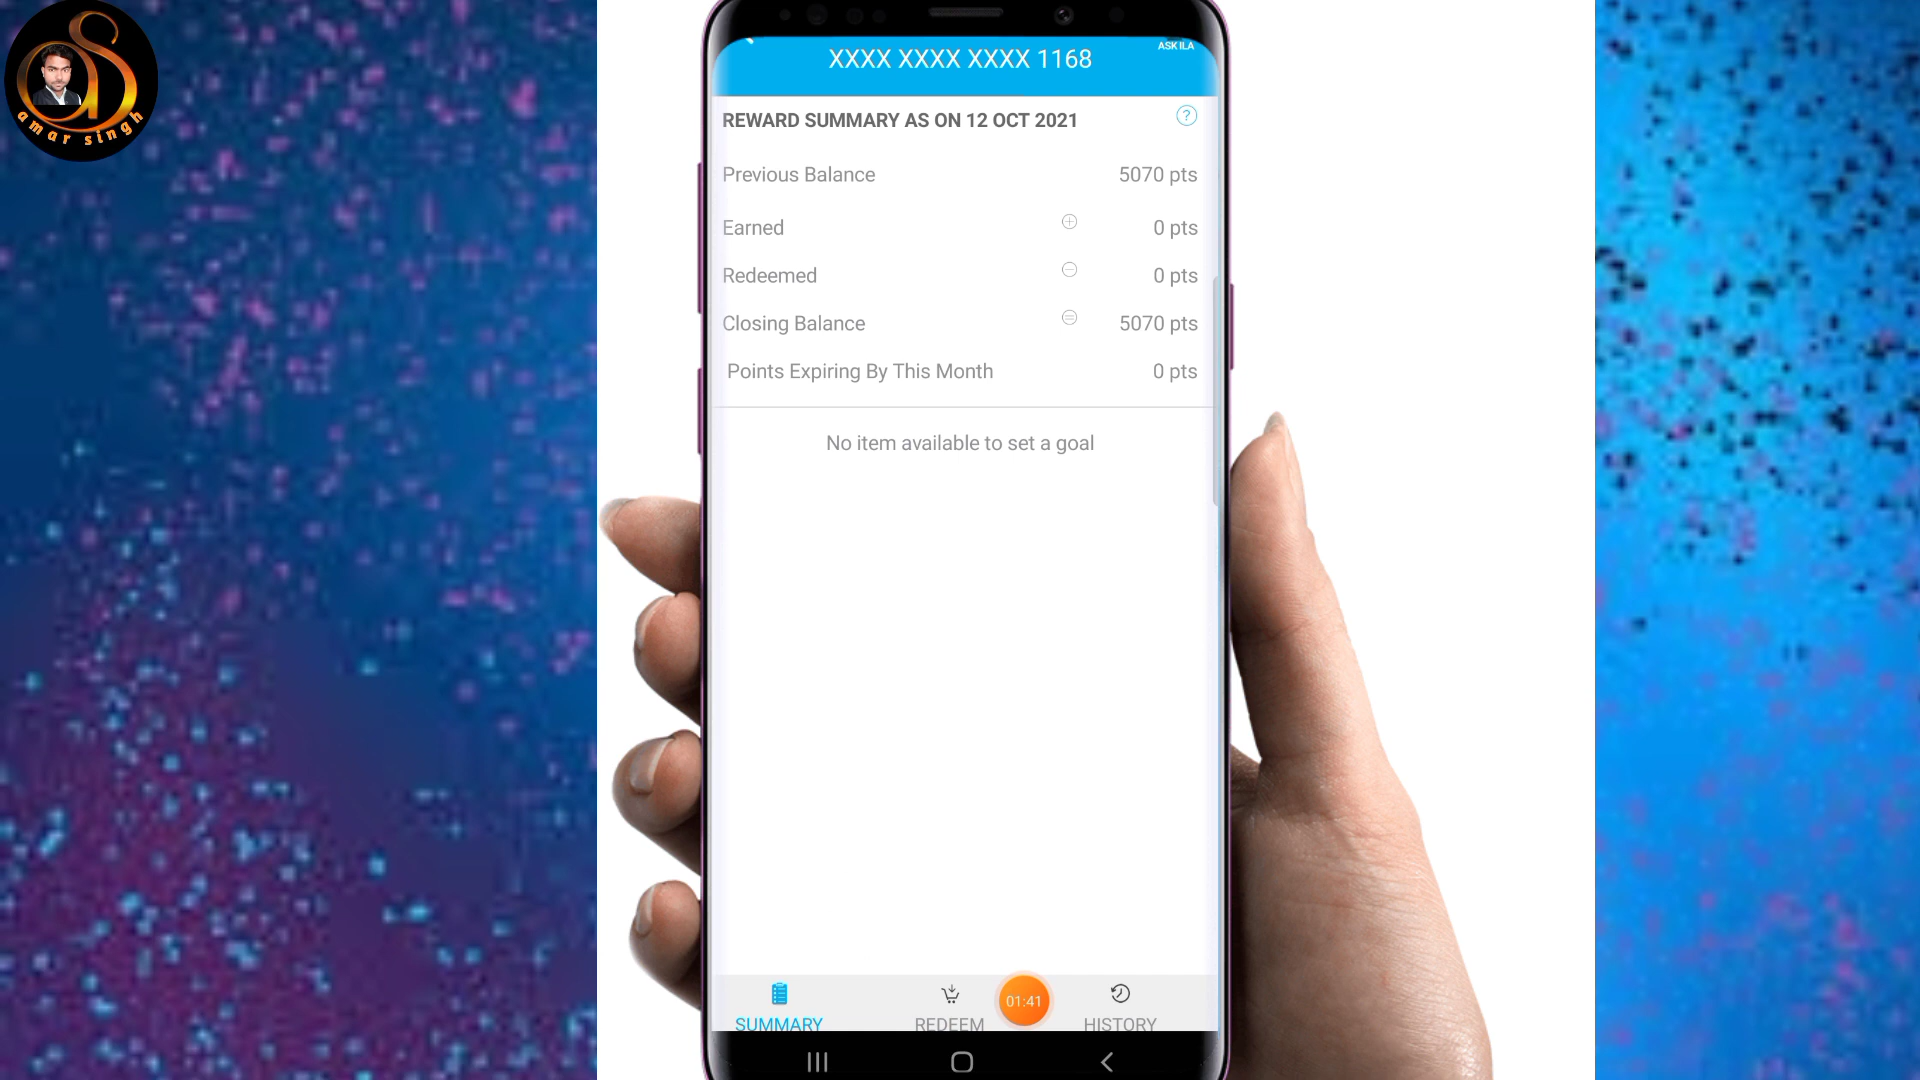 amar singh
ASK ILA
XXXX XXXX XXXX 1168
REWARD SUMMARY AS ON 12 OCT 2021
?
Previous Balance 5070 pts
Earned 0 pts
Redeemed 0 pts
Closing Balance 5070 pts
Points Expiring By This Month 0 pts
No item available to set a goal
01:41
SUMMARY REDEEM HISTORY